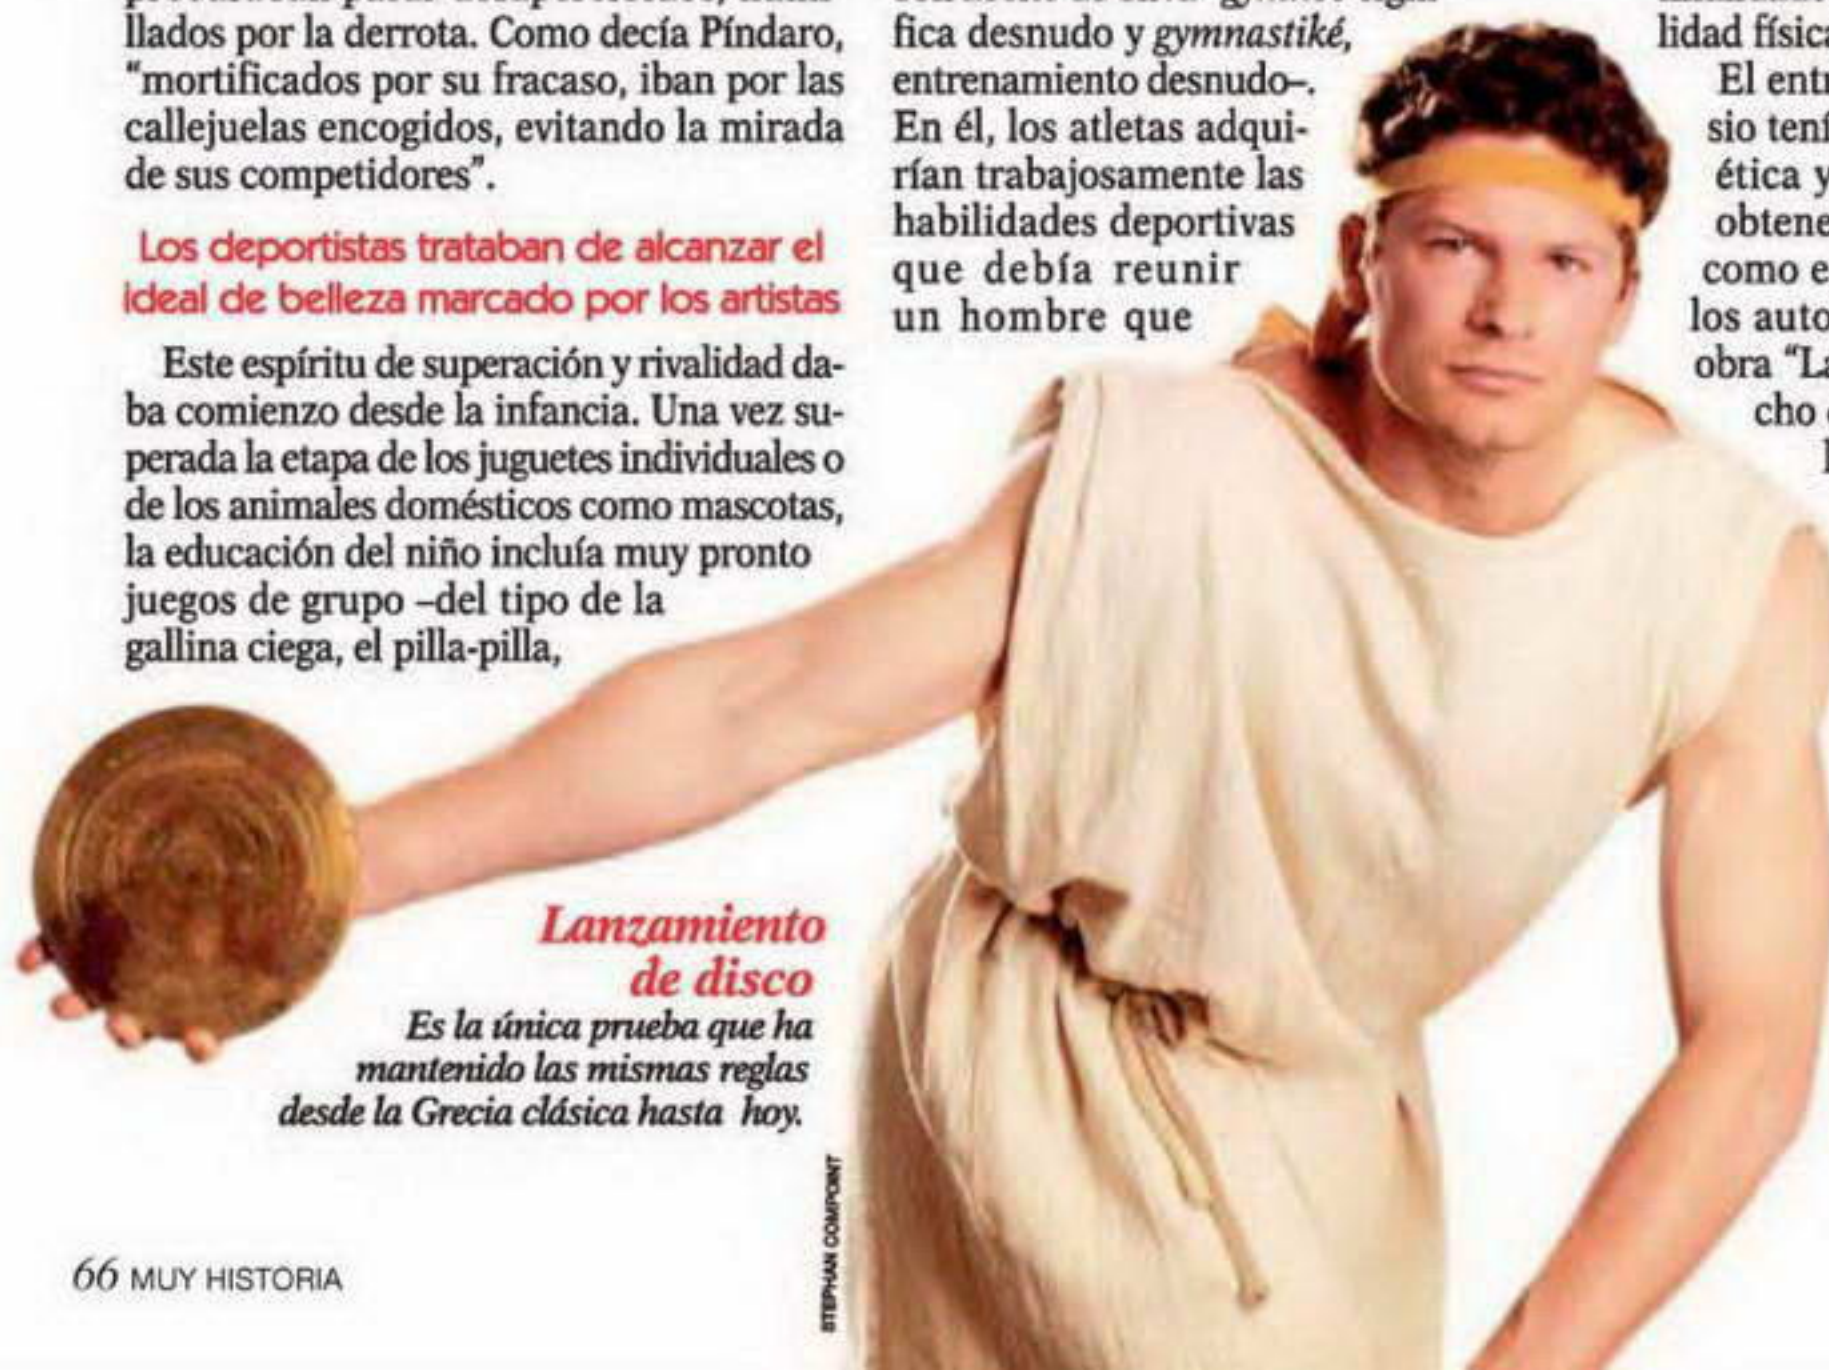 llados por la derrota. Como decía Píndaro,
“mortificados por su fracaso, iban por las
callejuelas encogidos, evitando la mirada
de sus competidores”.
Los deportistas trataban de alcanzar el
ideal de belleza marcado por los artistas
Este espíritu de superación y rivalidad da-
ba comienzo desde la infancia. Una vez su-
perada la etapa de los juguetes individuales o
de los animales domésticos como mascotas,
la educación del niño incluía muy pronto
juegos de grupo –del tipo de la
gallina ciega, el pilla-pilla,
Lanzamiento
de disco
Es la única prueba que ha
mantenido las mismas reglas
desde la Grecia clásica hasta hoy.
STEPHAN COMPOINT
66 MUY HISTORIA
fica desnudo y gymnastiké,
entrenamiento desnudo–.
En él, los atletas adqui-
rían trabajosamente las
habilidades deportivas
que debía reunir
un hombre que
lidad físic
El ent
sio ten
ética y
obten
como e
los auto
obra “La
cho